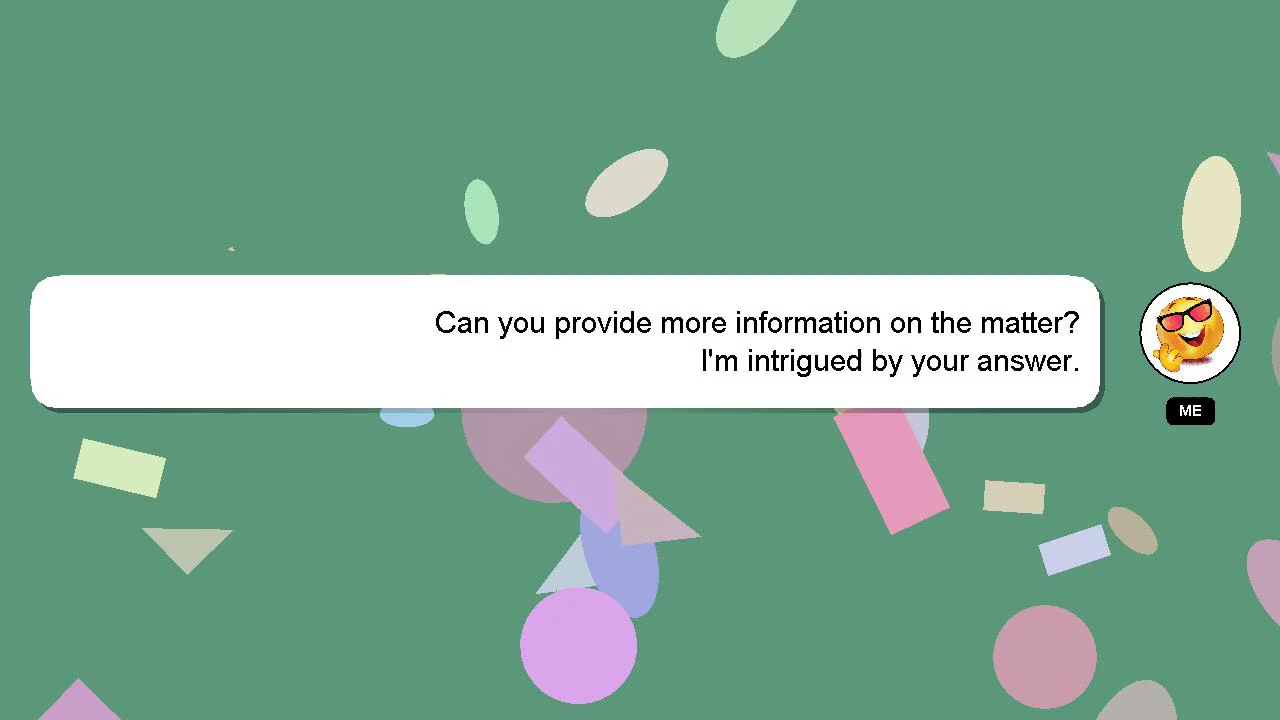 Can you provide more information on the matter?
I'm intrigued by your answer.
ME